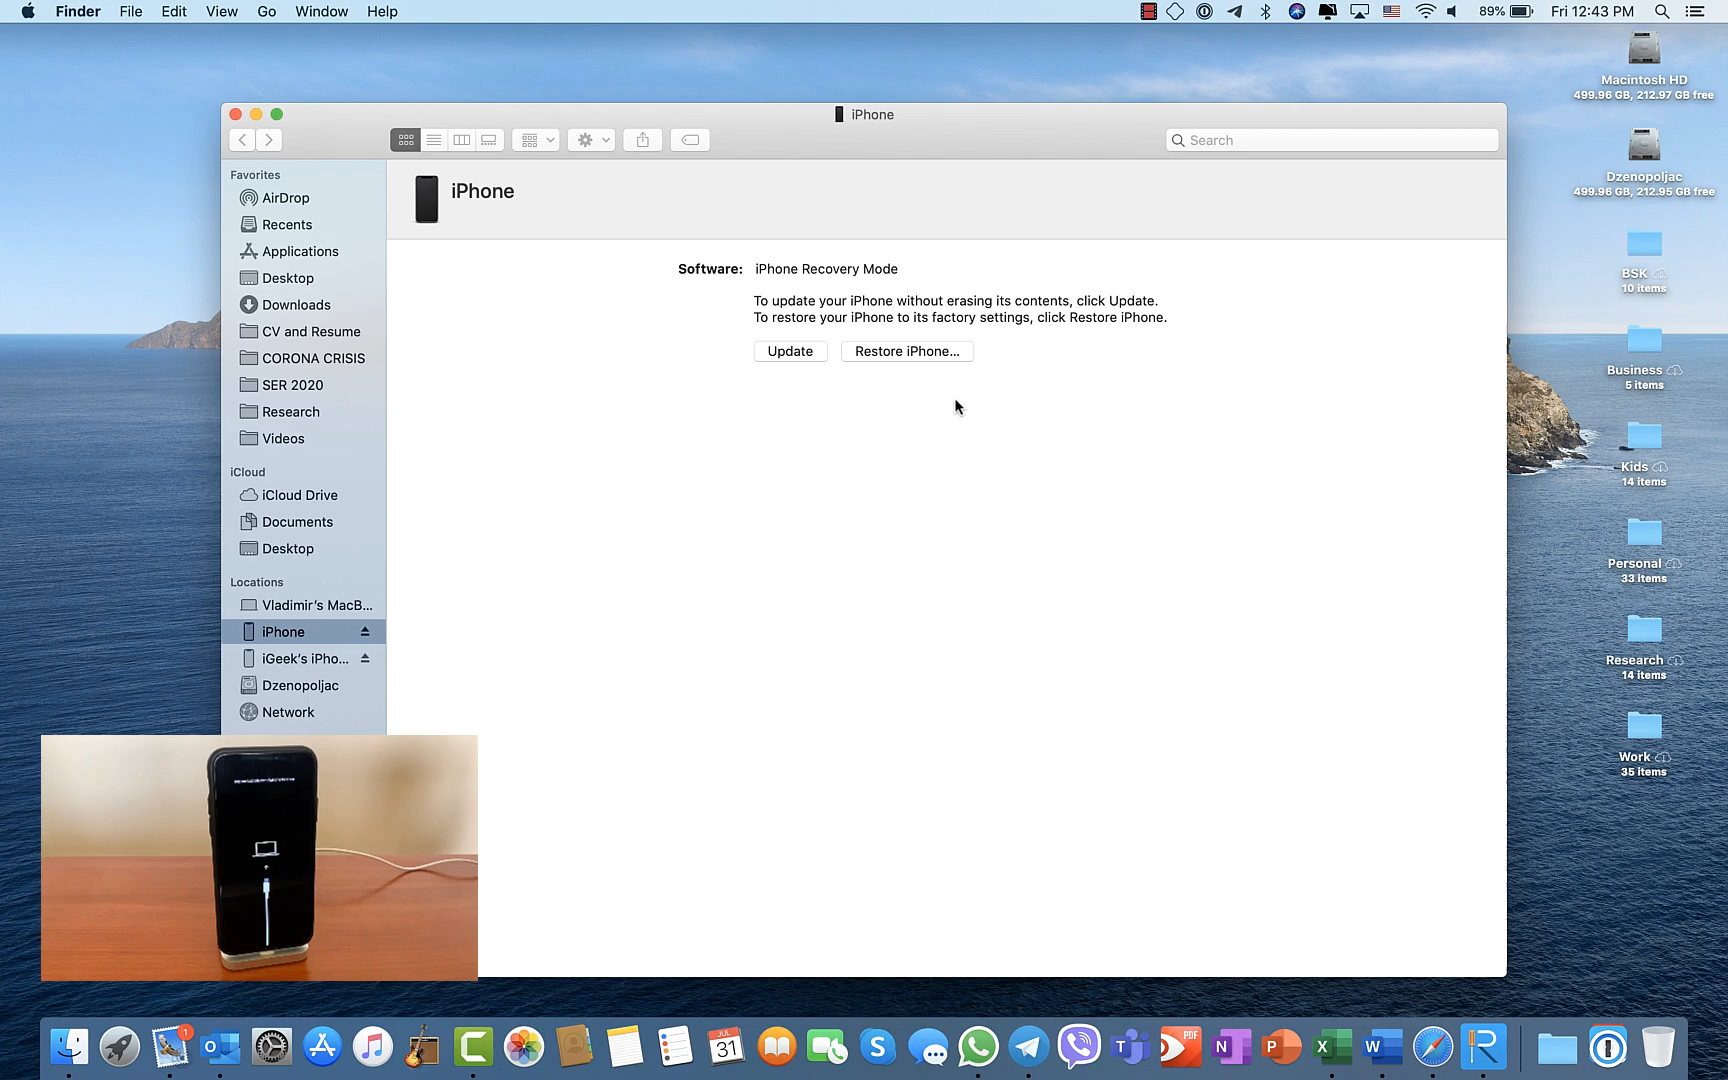 Finder File Edit View Go Window Help
89% Fri 12:43 PM
iPhone
Search
Favorites
AirDrop
Recents
Applications
Desktop
Downloads
CV and Resume
CORONA CRISIS
SER 2020
Research
Videos
iCloud
iCloud Drive
Documents
Desktop
Locations
Vladimir's MacB...
iPhone
iGeek's iPho...
Dzenopoljac
Network
iPhone
Software: iPhone Recovery Mode
To update your iPhone without erasing its contents, click Update.
To restore your iPhone to its factory settings, click Restore iPhone.
Update Restore iPhone...
Macintosh HD
499.96 GB, 212.97 GB free
Dzenopoljac
499.96 GB, 212.95 GB free
BSK
10 items
Business
5 items
Kids
14 items
Personal
33 items
Research
14 items
Work
35 items
1
JUL
31
PDF